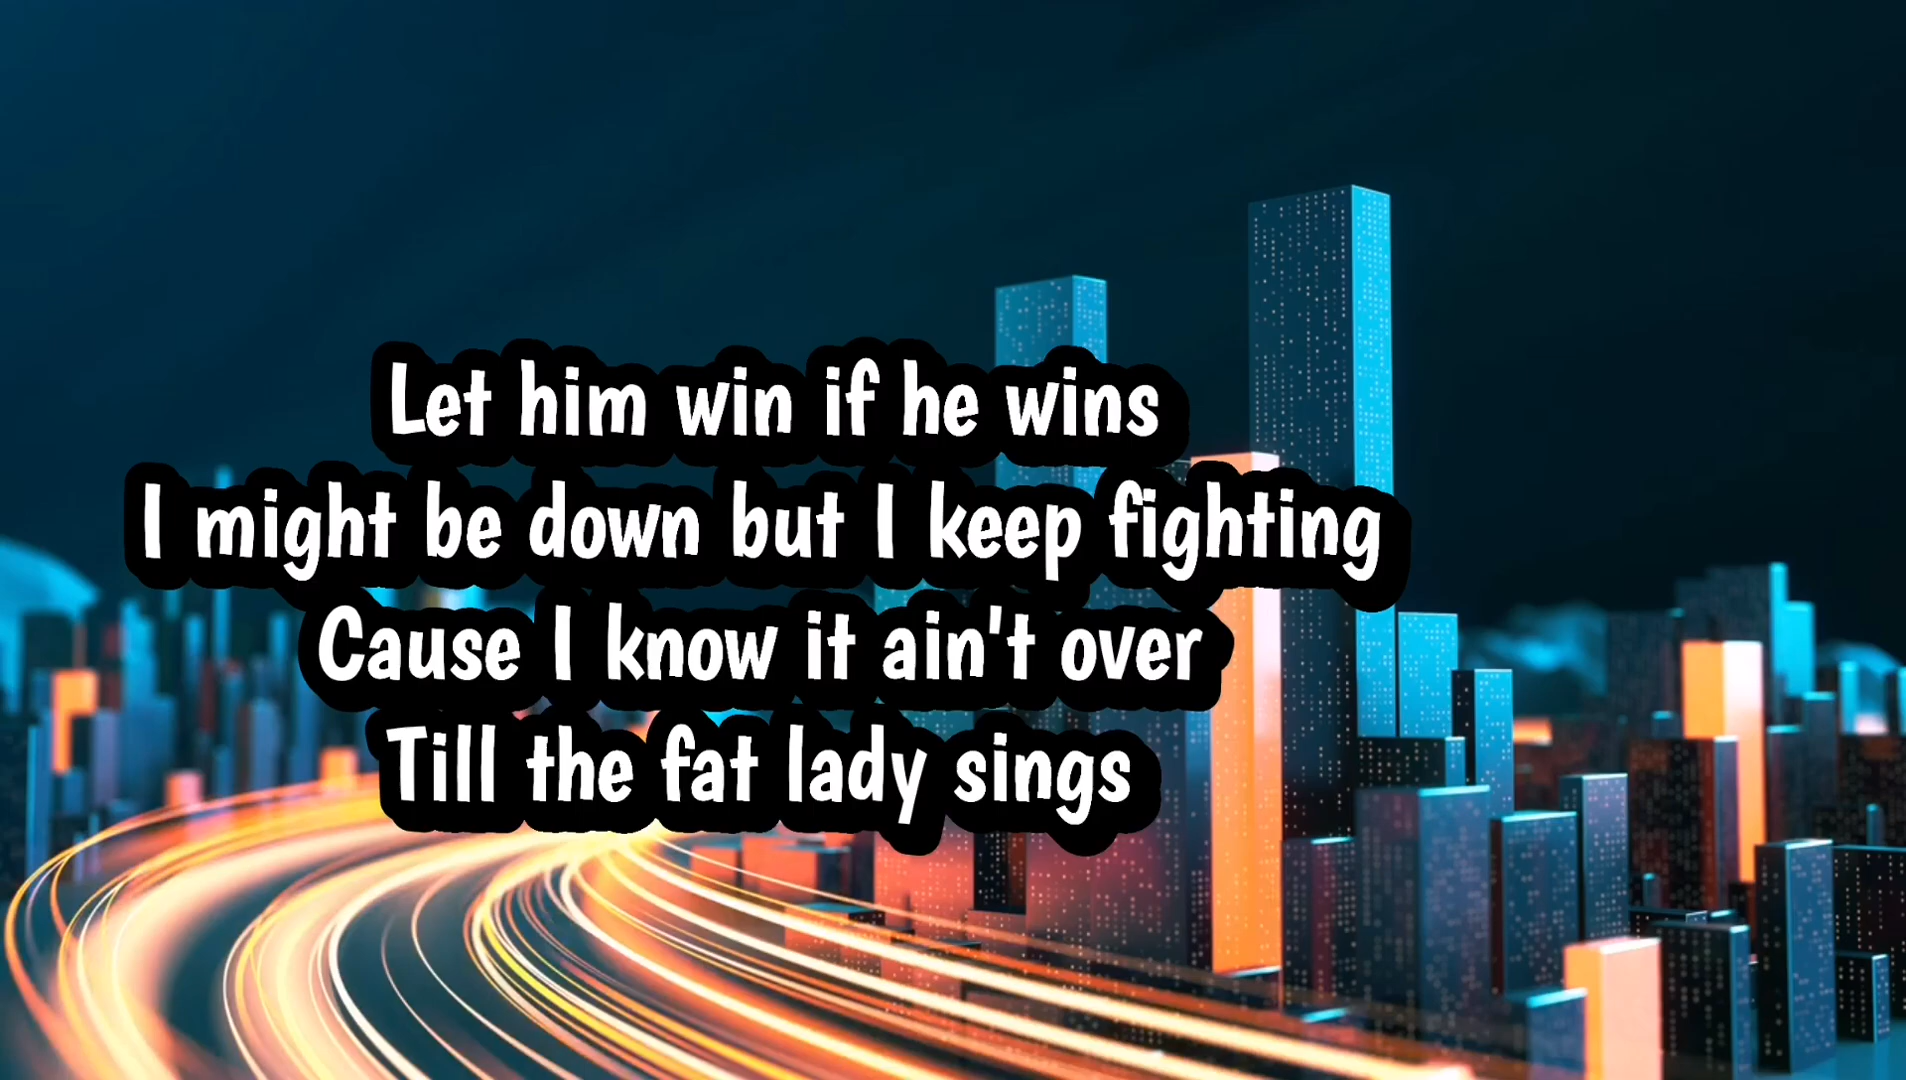 Let him win if he wins
I might be down but I keep fighting
Cause I know it ain't over
Till the fat lady sings